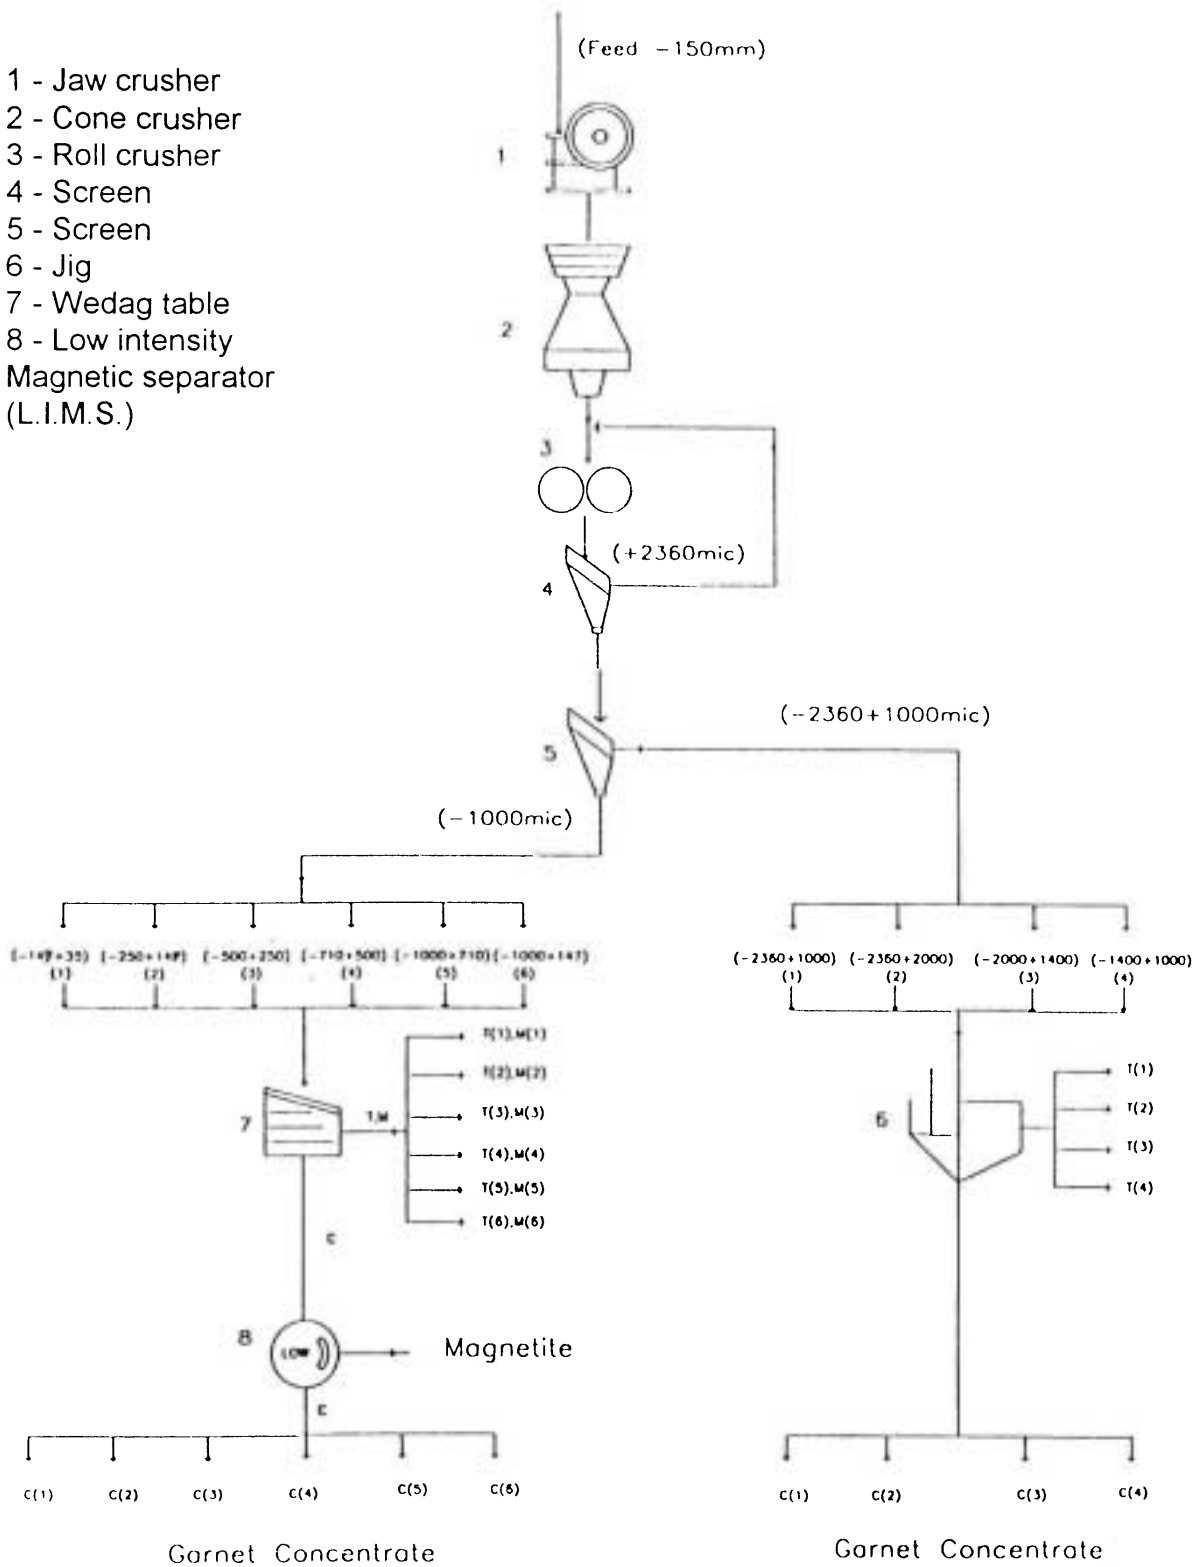 (Feed -150mm)
1 - Jaw crusher
2 - Cone crusher
3 - Roll crusher
4 - Screen
5 - Screen
6 - Jig
7 - Wedag table
8 - Low intensity
Magnetic separator
(L.I.M.S.)
1
2
3
(+2360mic)
4
(-2360+1000mic)
5
(-1000mic)
(-250+147) (-500+250) (-710+500) (-1000+710) (-1000+147)
(1) (2) (3) (4) (5) (6)
(-2360+1000) (-2360+2000) (-2000+1400) (-1400+1000)
(1) (2) (3) (4)
T(1),M(1)
T(2),M(2)
7 T,M T(3),M(3)
T(4),M(4)
T(5),M(5)
T(6),M(6)
T(1)
6 T(2)
T(3)
T(4)
C
8 LOW Magnetite
C
C(1) C(2) C(3) C(4) C(5) C(6)
C(1) C(2) C(3) C(4)
Garnet Concentrate
Garnet Concentrate